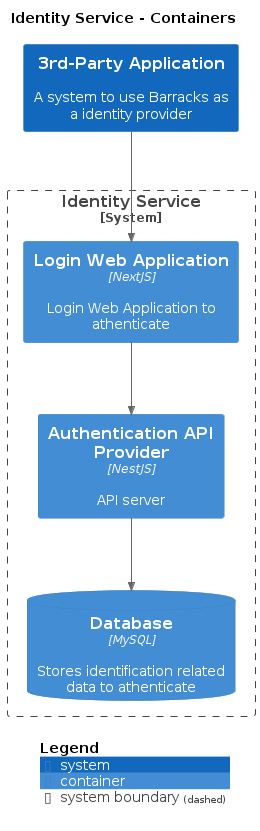 Identity Service - Containers
3rd-Party Application
A system to use Barracks as
a identity provider
Identity Service
[System]
Login Web Application
[NextJS]
Login Web Application to
athenticate
Authentication API
Provider
[NestJS]
API server
Database
[MySQL]
Stores identification related
data to athenticate
Legend
system
container
system boundary (dashed)